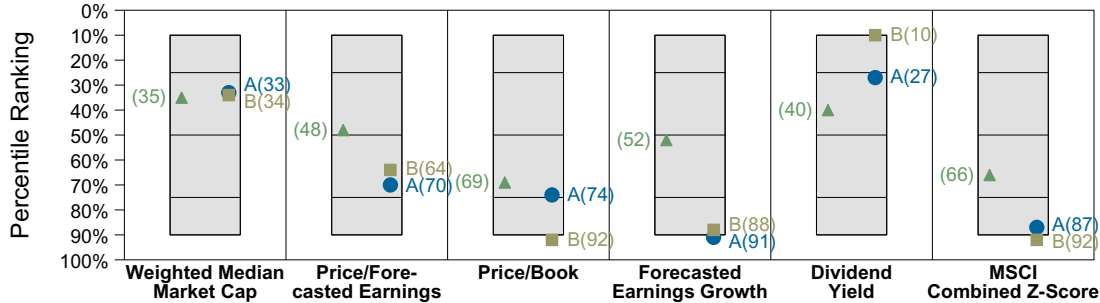 Percentile Ranking
0%
10%
20%
30%
40%
50%
60%
70%
80%
90%
100%
(35)
A(33)
B(34)
(48)
B(64)
A(70)
(69)
A(74)
B(92)
(52)
B(88)
A(91)
B(10)
A(27)
(40)
(66)
A(87)
B(92)
Weighted Median
Market Cap
Price/Fore-
casted Earnings
Price/Book
Forecasted
Earnings Growth
Dividend
Yield
MSCI
Combined Z-Score